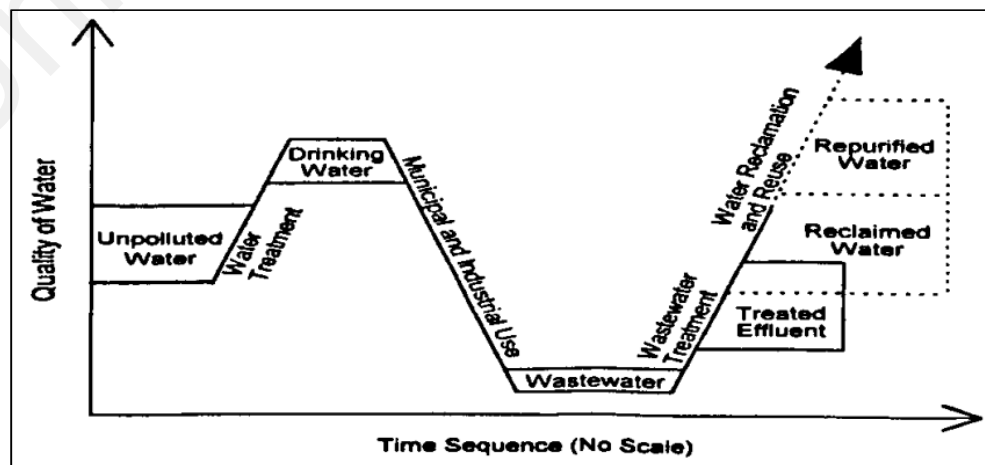 Quality of Water
Unpolluted
Water
Water
Treatment
Drinking
Water
Municipal and Industrial Use
Wastewater
Wastewater
Treatment
Water Reclamation
and Reuse
Repurified
Water
Reclaimed
Water
Treated
Effluent
Time Sequence (No Scale)